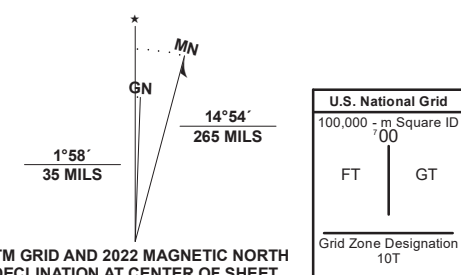 ★
MN
GN
14°54´
265 MILS
1°58´
35 MILS
TM GRID AND 2022 MAGNETIC NORTH
DECLINATION AT CENTER OF SHEET
U.S. National Grid
100,000 - m Square ID
⁷00
FT GT
Grid Zone Designation
10T